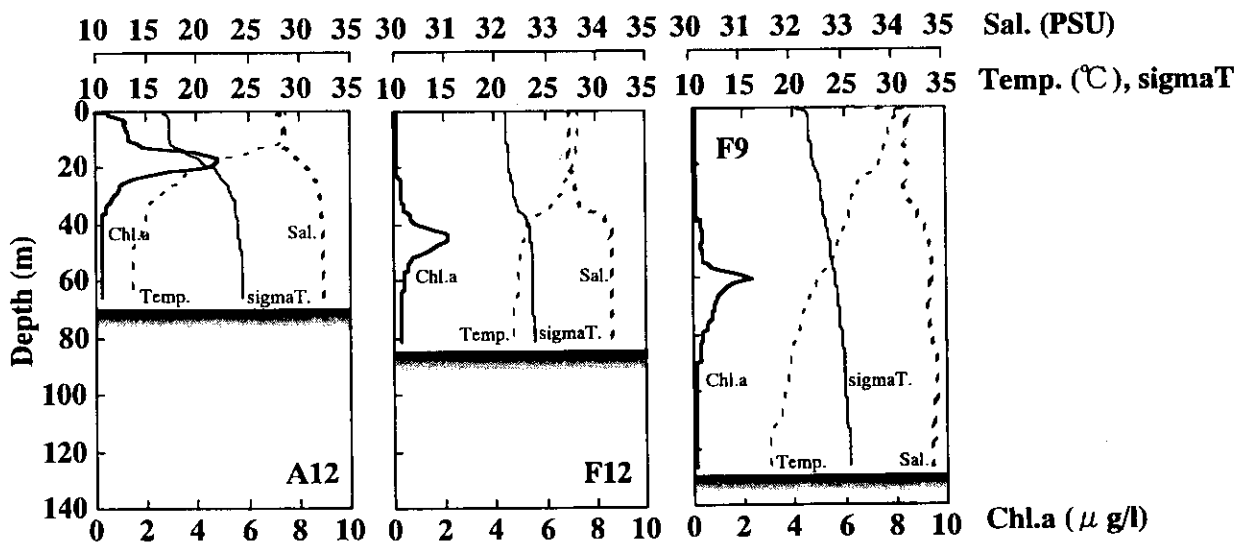 10 15 20 25 30 35 30 31 32 33 34 35 30 31 32 33 34 35 Sal. (PSU)
10 15 20 25 30 35 10 15 20 25 30 35 10 15 20 25 30 35 Temp. (℃), sigmaT
Depth (m)
0
20
40
60
80
100
120
140
Chl.a Sal.
Temp. sigmaT.
A12
0 2 4 6 8 10
Chl.a Sal.
Temp. sigmaT.
F12
0 2 4 6 8 10
F9
Chl.a sigmaT.
Temp. Sal.
0 2 4 6 8 10
Chl.a (μ g/l)